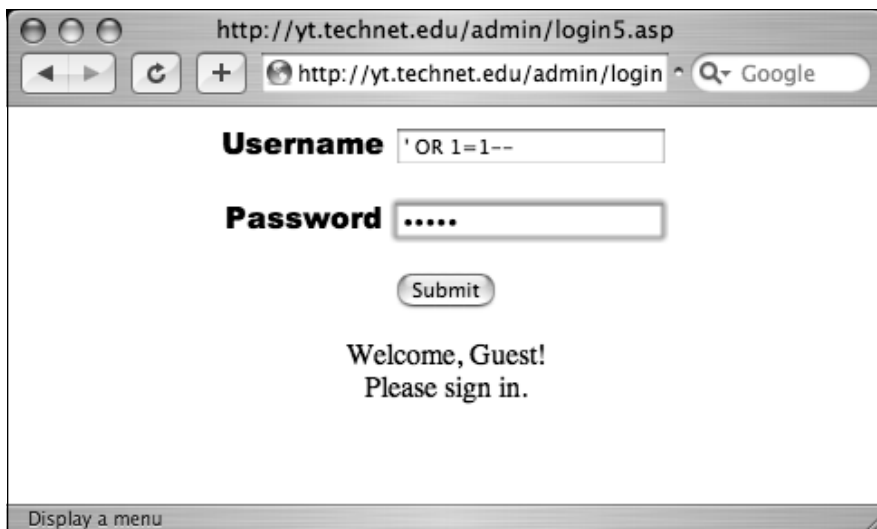 http://yt.technet.edu/admin/login5.asp
http://yt.technet.edu/admin/login
Google
Username ' OR 1=1--
Password •••••
Submit
Welcome, Guest!
Please sign in.
Display a menu